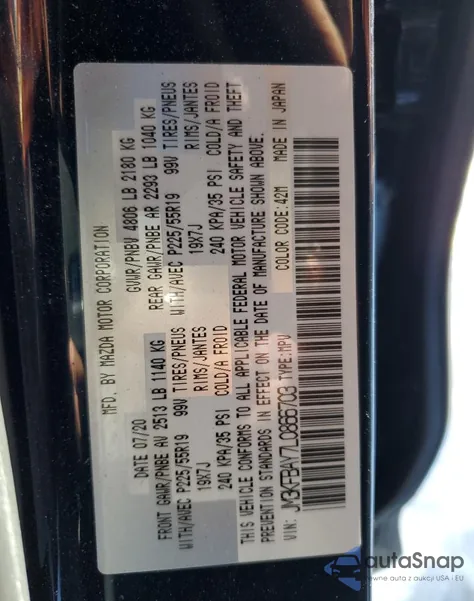 MFD. BY MAZDA MOTOR CORPORATION
DATE 07/20 GVWR/PNBV 4806 LB 2180 KG
FRONT GAWR/PNBE AV 2513 LB 1140 KG REAR GAWR/PNBE AR 2293 LB 1040 KG
WITH/AVEC P225/55R19 99V TIRES/PNEUS WITH/AVEC P225/55R19 99V TIRES/PNEUS
19X7J RIMS/JANTES 19X7J RIMS/JANTES
240 KPA/35 PSI COLD/A FROID 240 KPA/35 PSI COLD/A FROID
THIS VEHICLE CONFORMS TO ALL APPLICABLE FEDERAL MOTOR VEHICLE SAFETY AND THEFT
PREVENTION STANDARDS IN EFFECT ON THE DATE OF MANUFACTURE SHOWN ABOVE.
VIN: JM3KFBAY7L0866703 TYPE:MPV COLOR CODE:42M MADE IN JAPAN
autoSnap
pewne auto z aukcji USA i EU